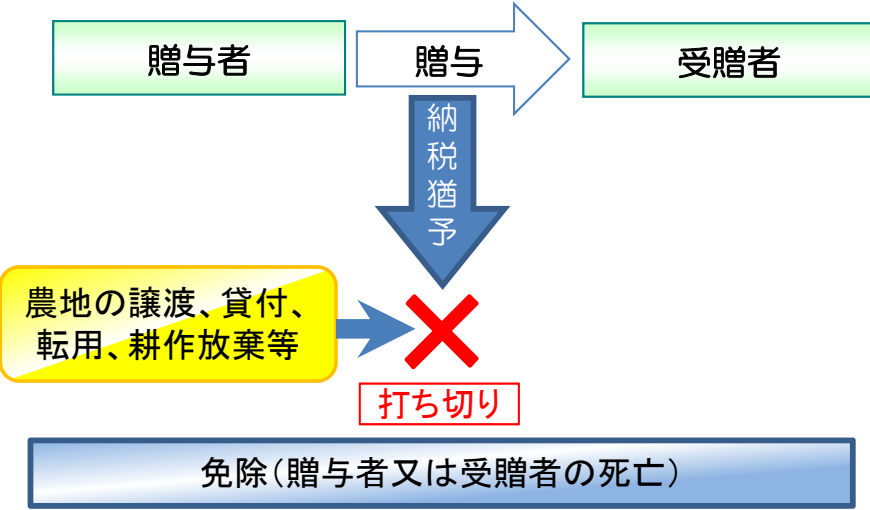 贈与者
贈与
受贈者
納税猶予
農地の譲渡、貸付、
転用、耕作放棄等
打ち切り
免除(贈与者又は受贈者の死亡)